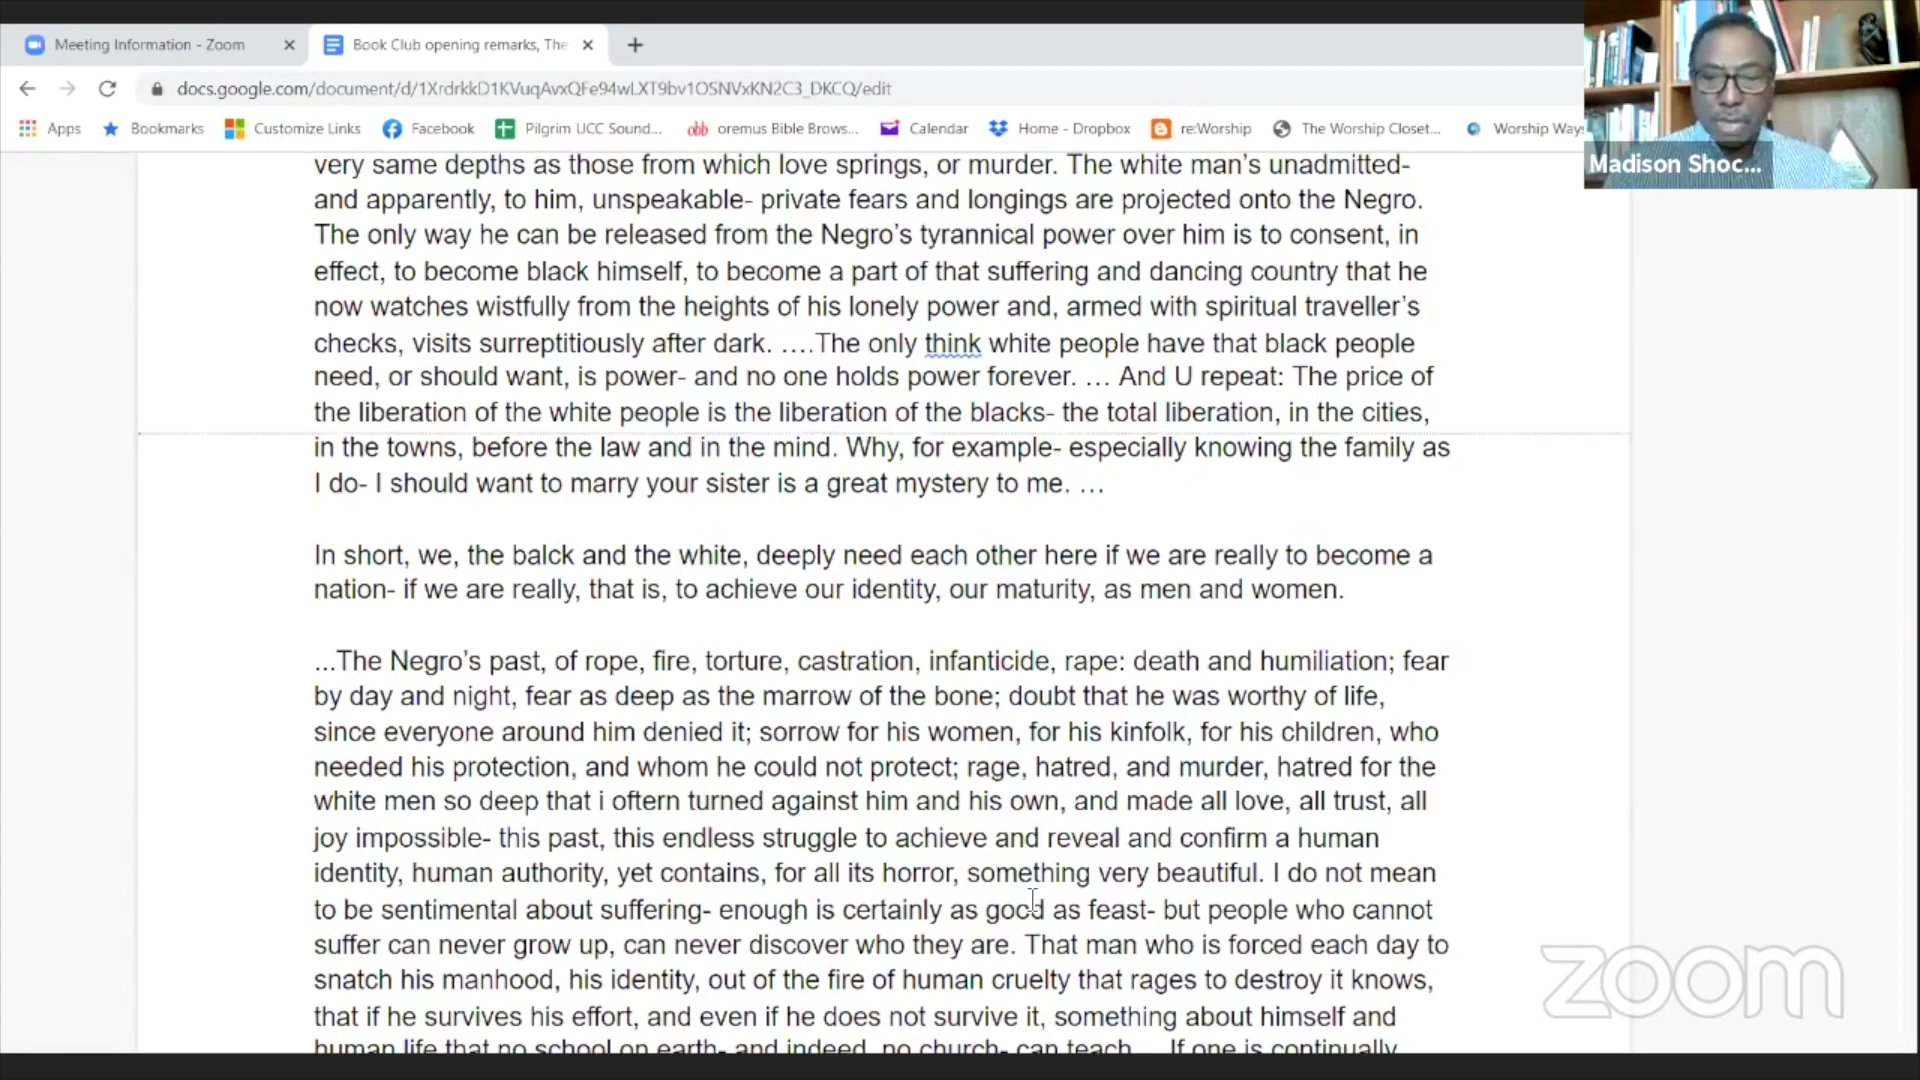 Meeting Information - Zoom
Book Club opening remarks, The
docs.google.com/document/d/1XrdrkkD1KVuqAvxQFe94wLXT9bv1OSNVxKN2C3_DKCQ/edit
Apps Bookmarks Customize Links Facebook Pilgrim UCC Sound... obb oremus Bible Brows... Calendar Home - Dropbox re:Worship The Worship Closet... Worship Ways
Madison Shoc...
very same depths as those from which love springs, or murder. The white man's unadmitted-
and apparently, to him, unspeakable- private fears and longings are projected onto the Negro.
The only way he can be released from the Negro's tyrannical power over him is to consent, in
effect, to become black himself, to become a part of that suffering and dancing country that he
now watches wistfully from the heights of his lonely power and, armed with spiritual traveller's
checks, visits surreptitiously after dark. ....The only think white people have that black people
need, or should want, is power- and no one holds power forever. ... And U repeat: The price of
the liberation of the white people is the liberation of the blacks- the total liberation, in the cities,
in the towns, before the law and in the mind. Why, for example- especially knowing the family as
I do- I should want to marry your sister is a great mystery to me. ...
In short, we, the balck and the white, deeply need each other here if we are really to become a
nation- if we are really, that is, to achieve our identity, our maturity, as men and women.
...The Negro's past, of rope, fire, torture, castration, infanticide, rape: death and humiliation; fear
by day and night, fear as deep as the marrow of the bone; doubt that he was worthy of life,
since everyone around him denied it; sorrow for his women, for his kinfolk, for his children, who
needed his protection, and whom he could not protect; rage, hatred, and murder, hatred for the
white men so deep that i oftern turned against him and his own, and made all love, all trust, all
joy impossible- this past, this endless struggle to achieve and reveal and confirm a human
identity, human authority, yet contains, for all its horror, something very beautiful. I do not mean
to be sentimental about suffering- enough is certainly as good as feast- but people who cannot
suffer can never grow up, can never discover who they are. That man who is forced each day to
snatch his manhood, his identity, out of the fire of human cruelty that rages to destroy it knows,
that if he survives his effort, and even if he does not survive it, something about himself and
human life that no school on earth- and indeed, no church- can teach. ...If one is continually
zoom